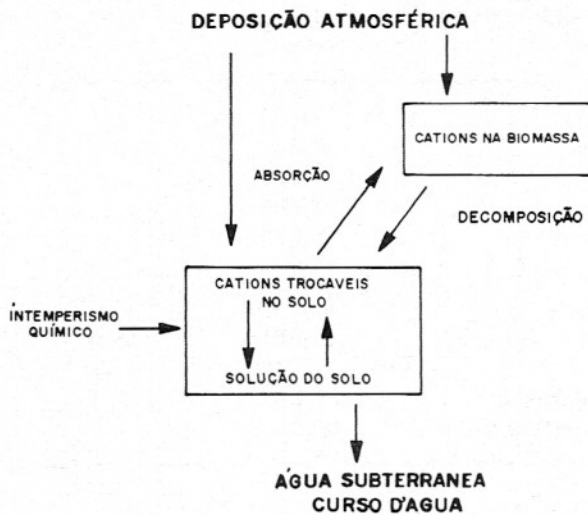 DEPOSIÇÃO ATMOSFÉRICA
CATIONS NA BIOMASSA
ABSORÇÃO
DECOMPOSIÇÃO
CATIONS TROCAVEIS
NO SOLO
INTEMPERISMO
QUÍMICO
SOLUÇÃO DO SOLO
ÁGUA SUBTERRANEA
CURSO D'AGUA